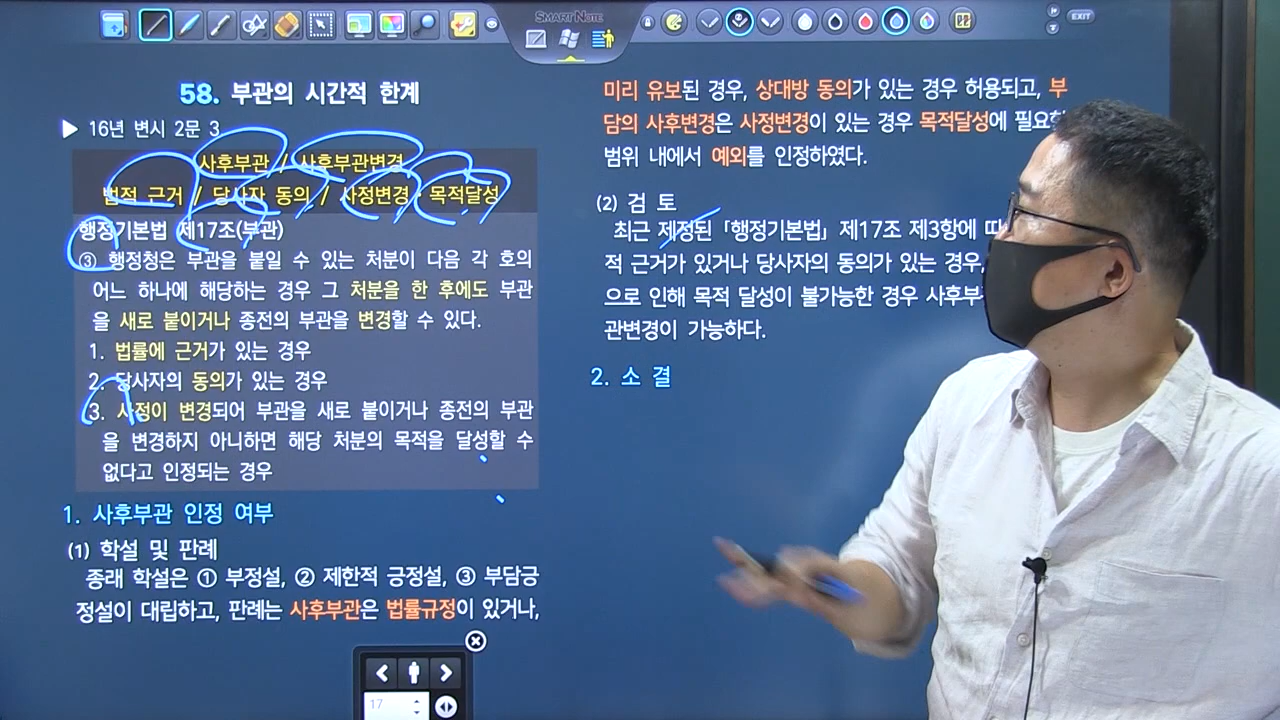 SMART NOTE
EXIT
58. 부관의 시간적 한계
▶ 16년 변시 2문 3
사후부관 / 사후부관변경
법적 근거 / 당사자 동의 / 사정변경 · 목적달성
행정기본법 제17조(부관)
③ 행정청은 부관을 붙일 수 있는 처분이 다음 각 호의
어느 하나에 해당하는 경우 그 처분을 한 후에도 부관
을 새로 붙이거나 종전의 부관을 변경할 수 있다.
1. 법률에 근거가 있는 경우
2. 당사자의 동의가 있는 경우
3. 사정이 변경되어 부관을 새로 붙이거나 종전의 부관
을 변경하지 아니하면 해당 처분의 목적을 달성할 수
없다고 인정되는 경우
1. 사후부관 인정 여부
(1) 학설 및 판례
종래 학설은 ① 부정설, ② 제한적 긍정설, ③ 부담긍
정설이 대립하고, 판례는 사후부관은 법률규정이 있거나,
미리 유보된 경우, 상대방 동의가 있는 경우 허용되고, 부
담의 사후변경은 사정변경이 있는 경우 목적달성에 필요한
범위 내에서 예외를 인정하였다.
(2) 검 토
최근 제정된 「행정기본법」 제17조 제3항에 따
적 근거가 있거나 당사자의 동의가 있는 경우,
으로 인해 목적 달성이 불가능한 경우 사후부
관변경이 가능하다.
2. 소 결
17